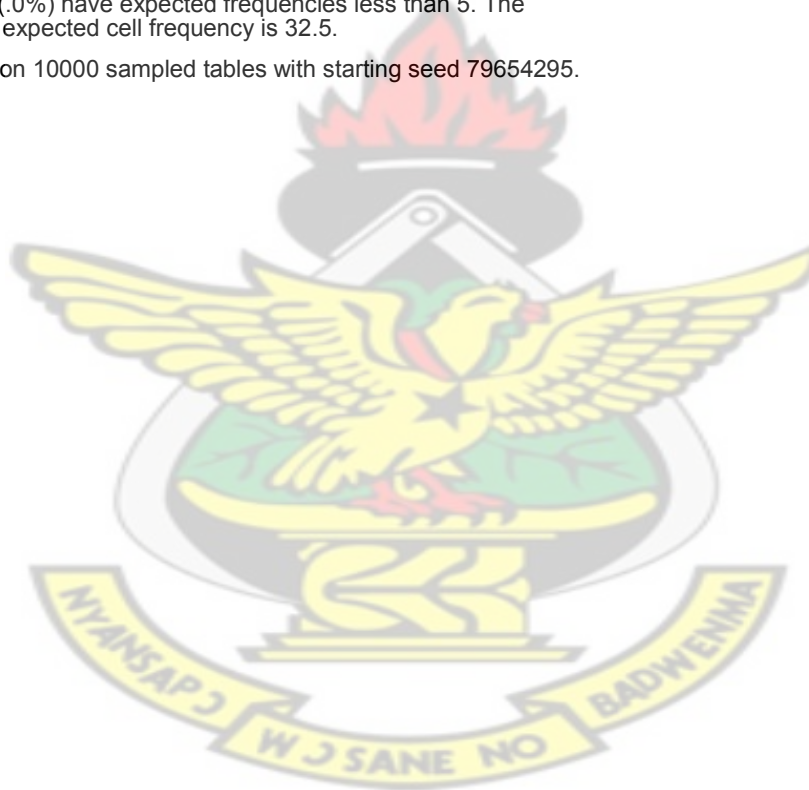 (.0%) have expected frequencies less than 5. The
expected cell frequency is 32.5.
on 10000 sampled tables with starting seed 79654295.
NYANSAPƆ WƆSANE NO BADWENMA